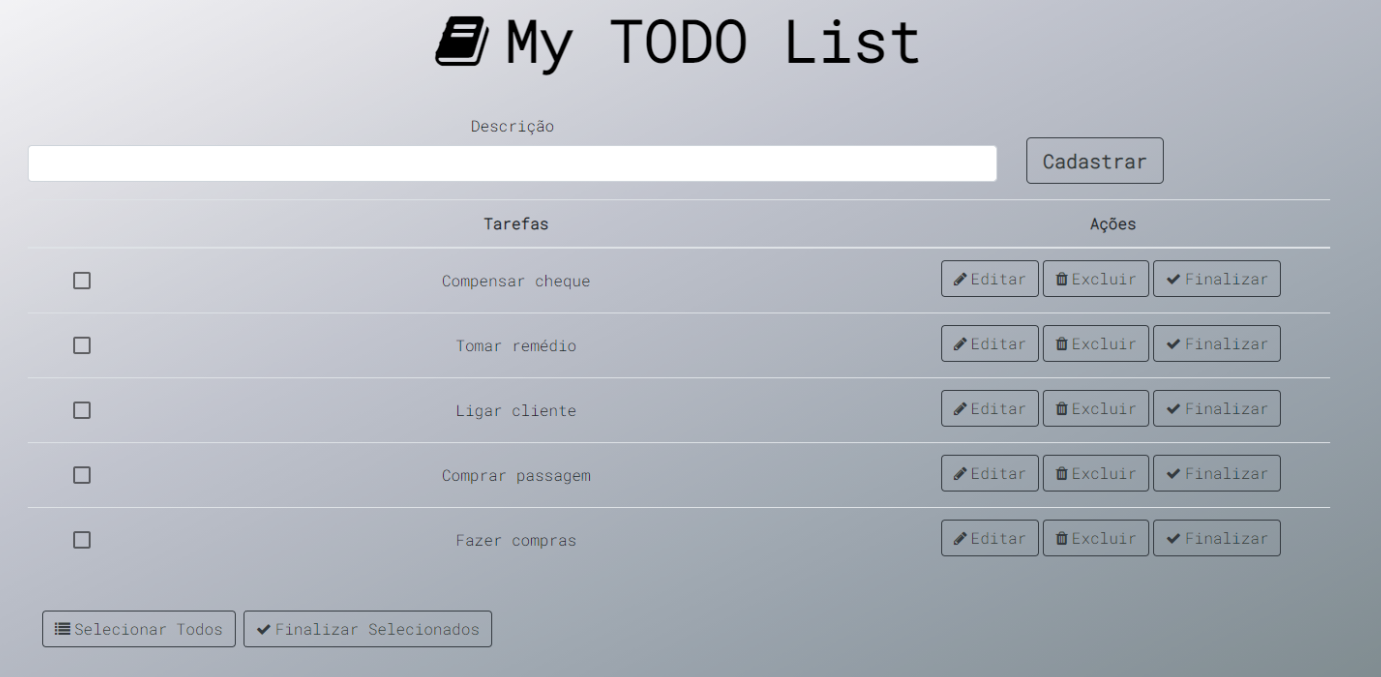 My TODO List
Descrição
Cadastrar
Tarefas Ações
Compensar cheque Editar Excluir Finalizar
Tomar remédio Editar Excluir Finalizar
Ligar cliente Editar Excluir Finalizar
Comprar passagem Editar Excluir Finalizar
Fazer compras Editar Excluir Finalizar
Selecionar Todos Finalizar Selecionados